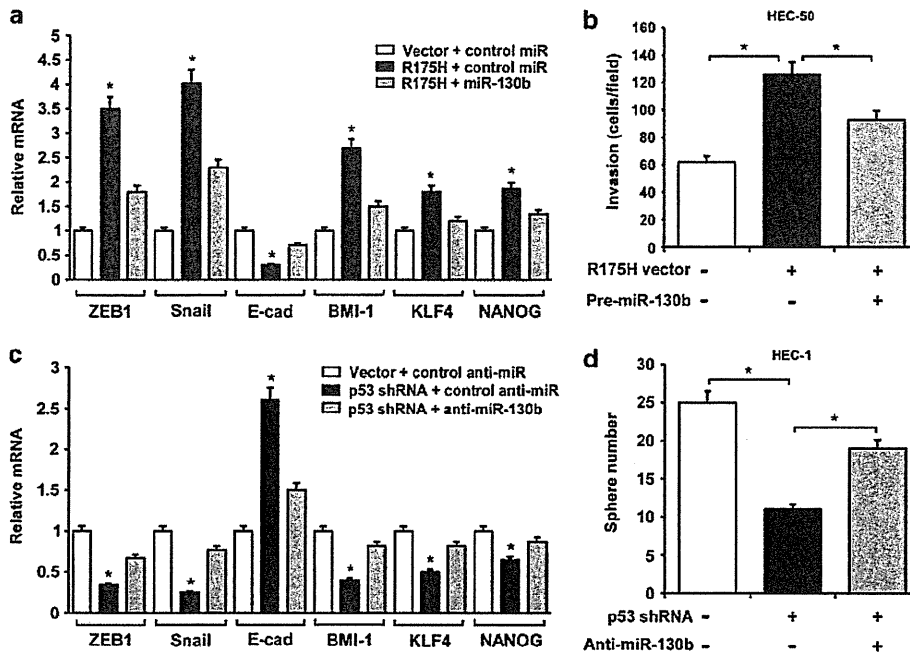 a
Relative mRNA
5
4.5
4
3.5
3
2.5
2
1.5
1
0.5
0
Vector + control miR
R175H + control miR
R175H + miR-130b
* * * * * *
ZEB1 Snail E-cad BMI-1 KLF4 NANOG
b
HEC-50
Invasion (cells/field)
160
140
120
100
80
60
40
20
0
* *
R175H vector - + +
Pre-miR-130b - - +
c
Relative mRNA
3
2.5
2
1.5
1
0.5
0
Vector + control anti-miR
p53 shRNA + control anti-miR
p53 shRNA + anti-miR-130b
* * * * * *
ZEB1 Snail E-cad BMI-1 KLF4 NANOG
d
HEC-1
Sphere number
30
25
20
15
10
5
0
* *
p53 shRNA - + +
Anti-miR-130b - - +